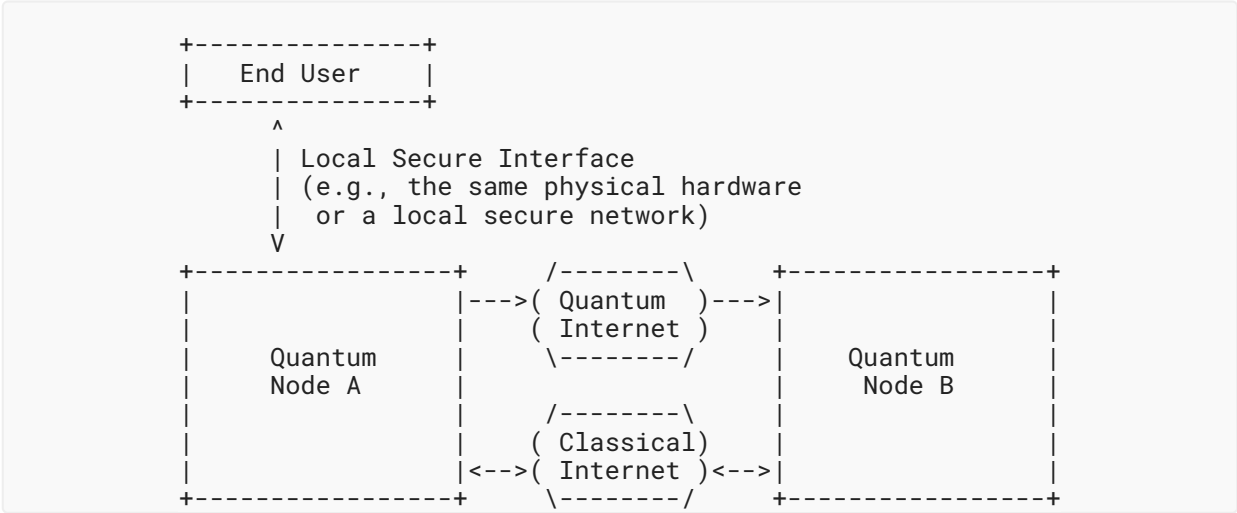 +---------------+
|   End User    |
+---------------+
      ^
      | Local Secure Interface
      | (e.g., the same physical hardware
      |  or a local secure network)
      V
+-----------------+     /--------\     +-----------------+
|                 |--->( Quantum  )--->|                 |
|                 |    ( Internet )    |                 |
|     Quantum     |     \--------/     |    Quantum      |
|     Node A      |                    |     Node B      |
|                 |     /--------\     |                 |
|                 |    ( Classical)    |                 |
|                 |<-->( Internet )<-->|                 |
+-----------------+     \--------/     +-----------------+